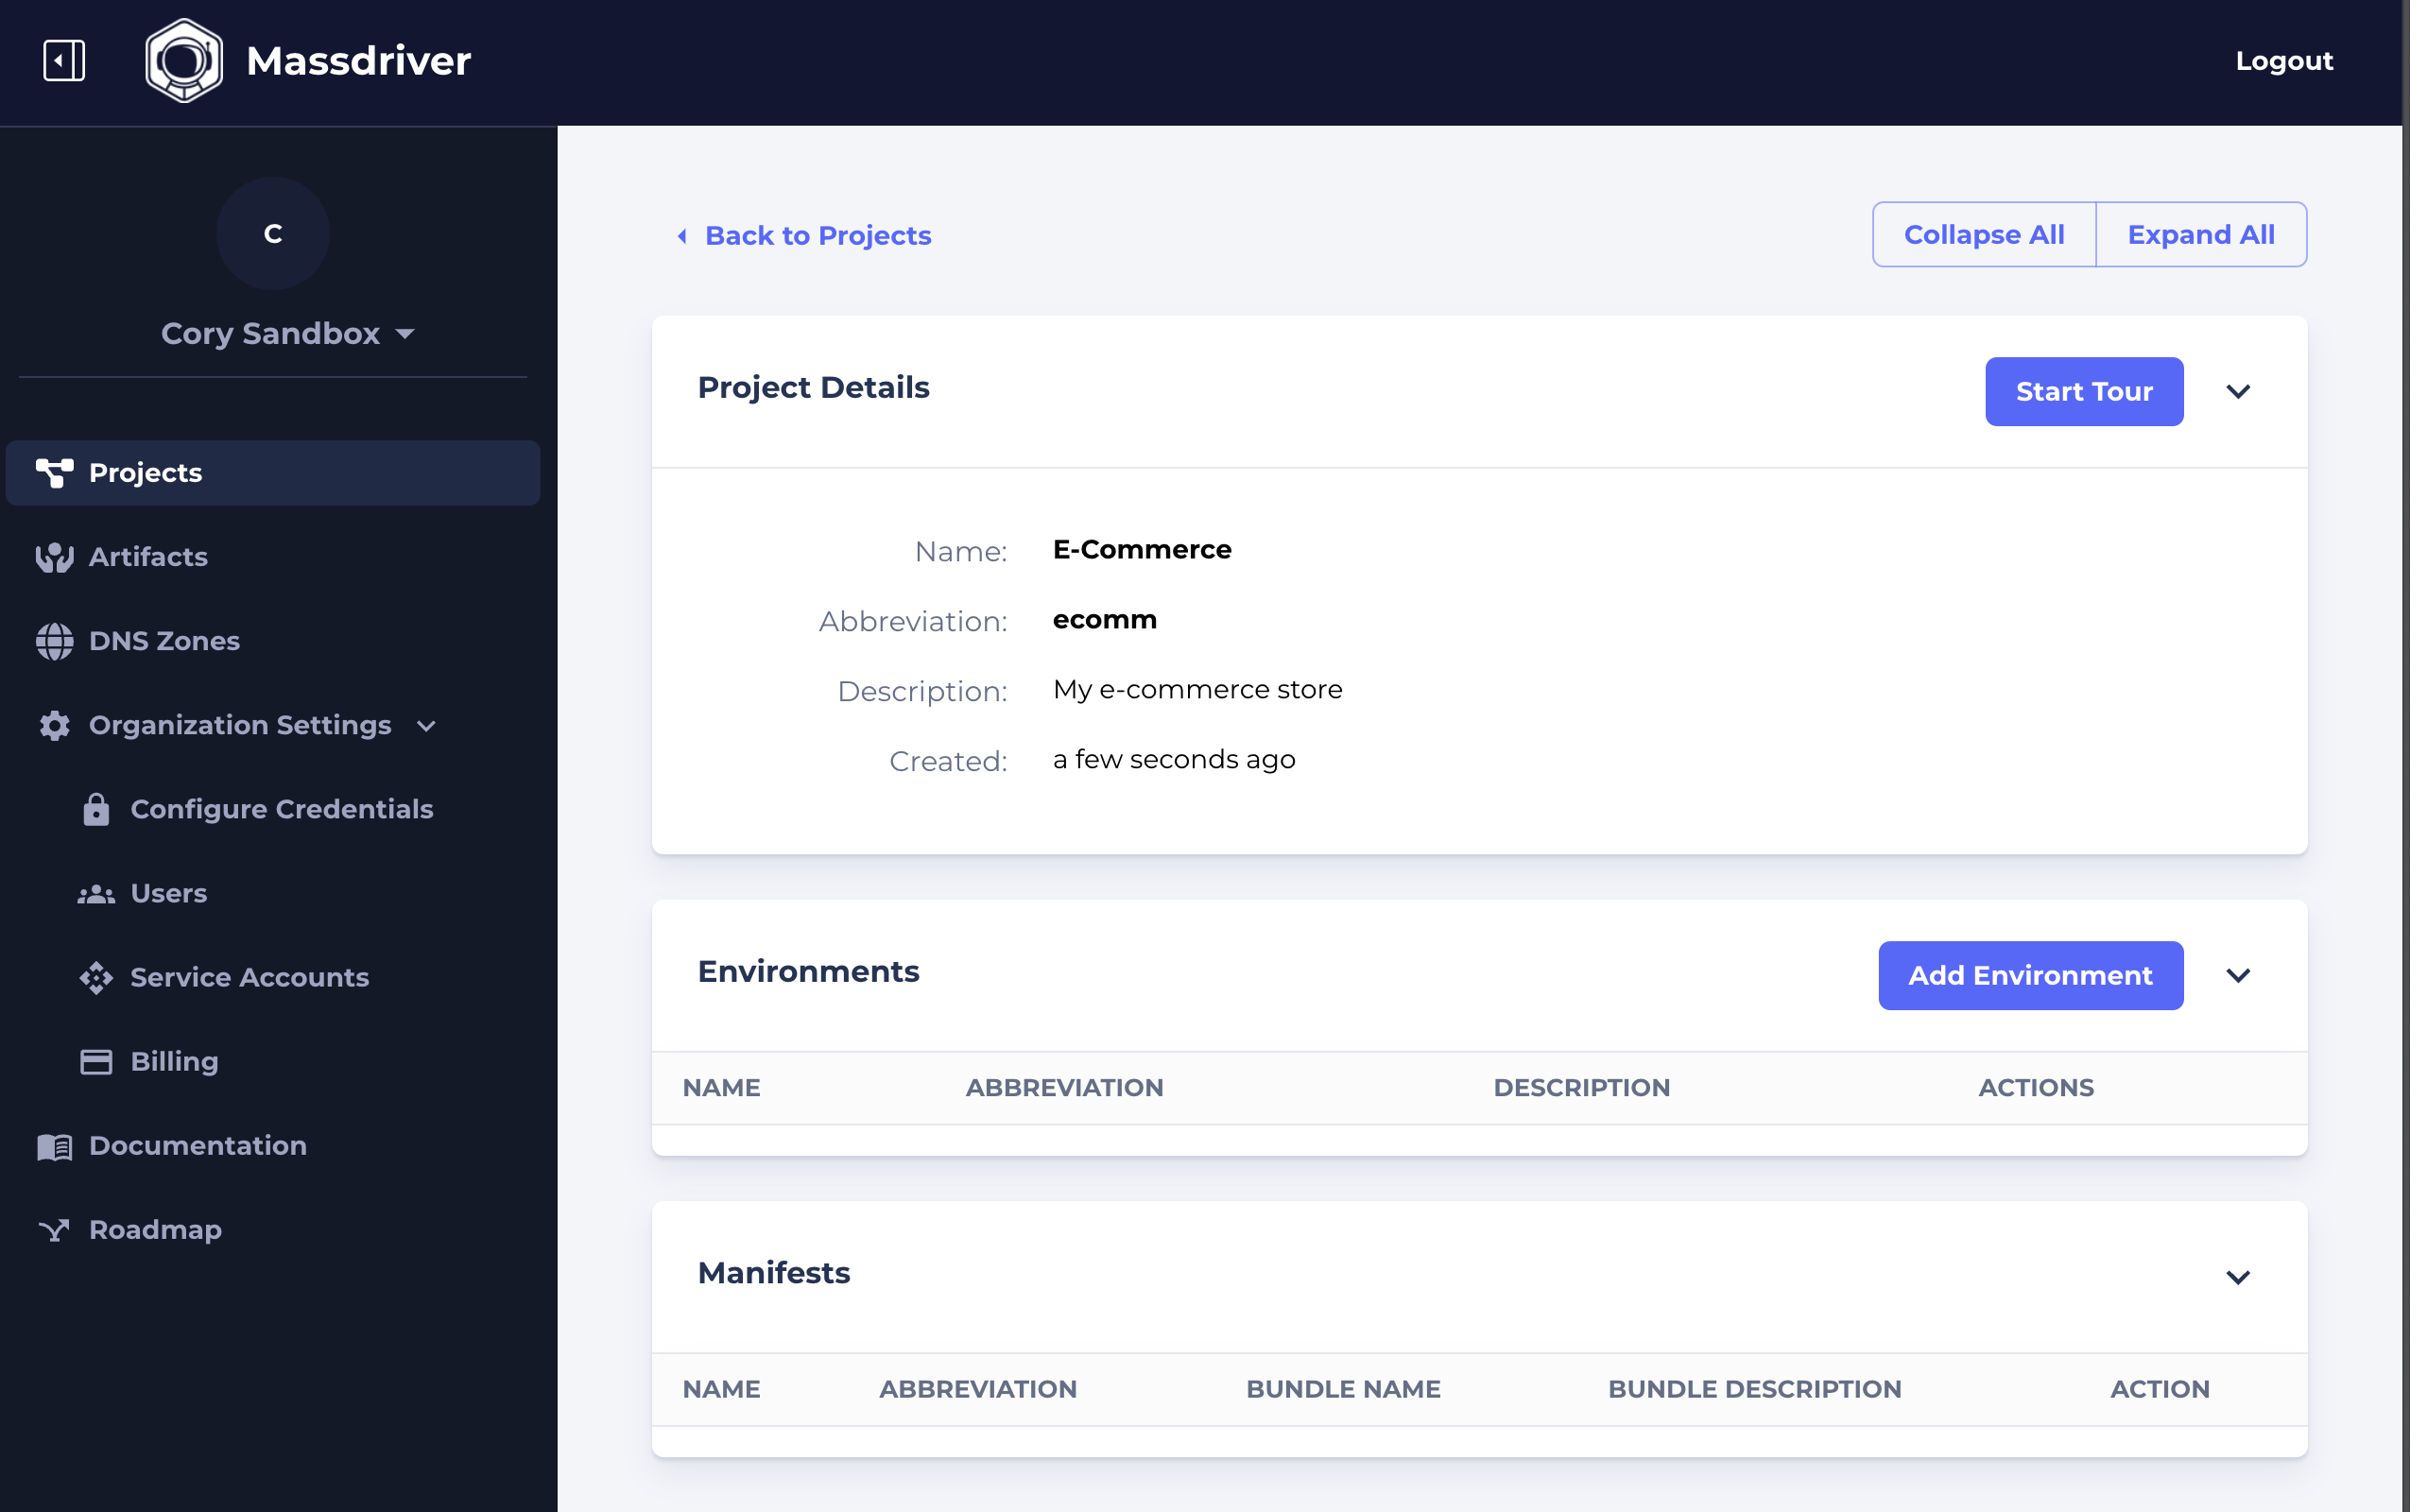 Massdriver
Logout
C
Cory Sandbox
Projects
Artifacts
DNS Zones
Organization Settings
Configure Credentials
Users
Service Accounts
Billing
Documentation
Roadmap
Back to Projects
Collapse All
Expand All
Project Details
Start Tour
Name: E-Commerce
Abbreviation: ecomm
Description: My e-commerce store
Created: a few seconds ago
Environments
Add Environment
NAME ABBREVIATION DESCRIPTION ACTIONS
Manifests
NAME ABBREVIATION BUNDLE NAME BUNDLE DESCRIPTION ACTION